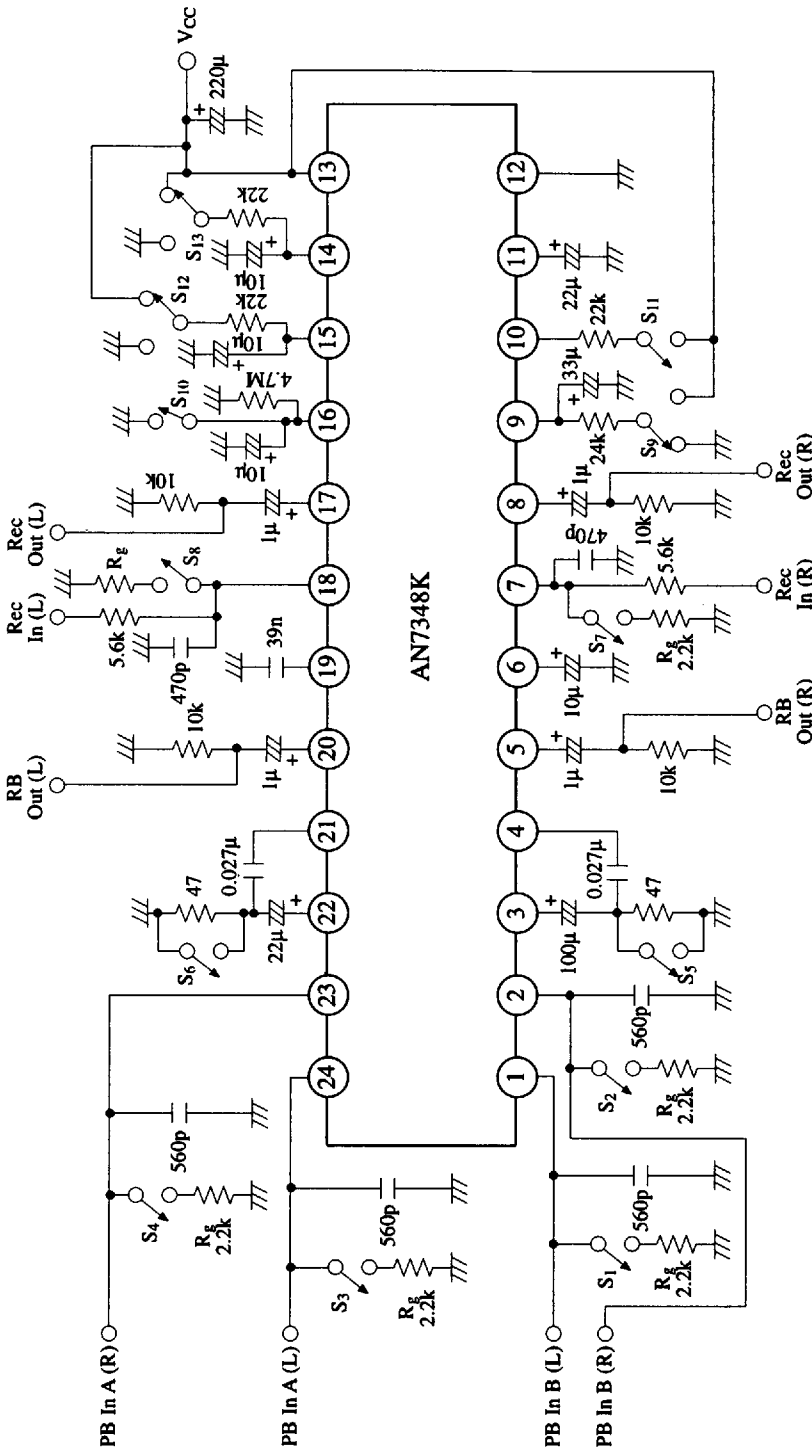 VCC
220μ
+
22k
S13
10μ
+
S12
22k
10μ
+
4.7M
S10
10μ
+
10k
1μ
+
Rec
Out (L)
Rg
S8
Rec
In (L)
5.6k
470p
39n
10k
1μ
+
RB
Out (L)
0.027μ
47
22μ
+
S6
560p
S4
Rg
2.2k
PB In A (R)
560p
S3
Rg
2.2k
PB In A (L)
24
23
22
21
20
19
18
17
16
15
14
13
AN7348K
1
2
3
4
5
6
7
8
9
10
11
12
PB In B (L)
PB In B (R)
560p
S1
Rg
2.2k
560p
S2
Rg
2.2k
100μ
+
0.027μ
47
S5
1μ
+
10k
RB
Out (R)
10μ
+
470p
S7
Rg
2.2k
5.6k
Rec
In (R)
1μ
+
10k
Rec
Out (R)
33μ
+
24k
S9
22k
S11
22μ
+